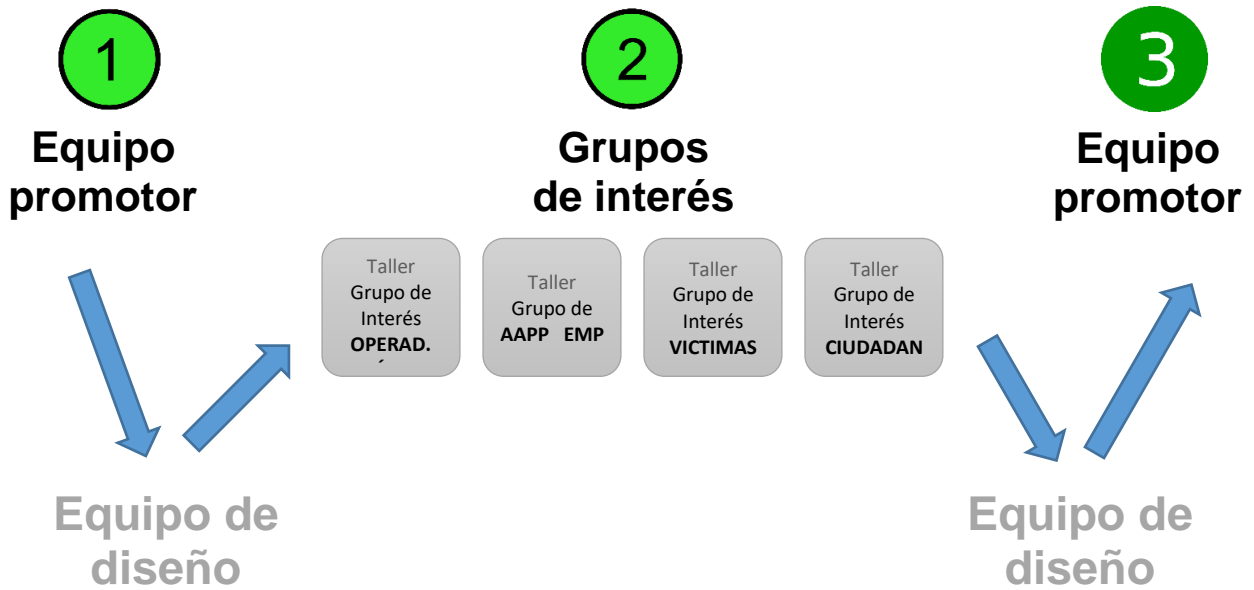 1
Equipo
promotor
2
Grupos
de interés
3
Equipo
promotor
Taller
Grupo de
Interés
OPERAD.
Taller
Grupo de
AAPP EMP
Taller
Grupo de
Interés
VICTIMAS
Taller
Grupo de
Interés
CIUDADAN
Equipo de
diseño
Equipo de
diseño